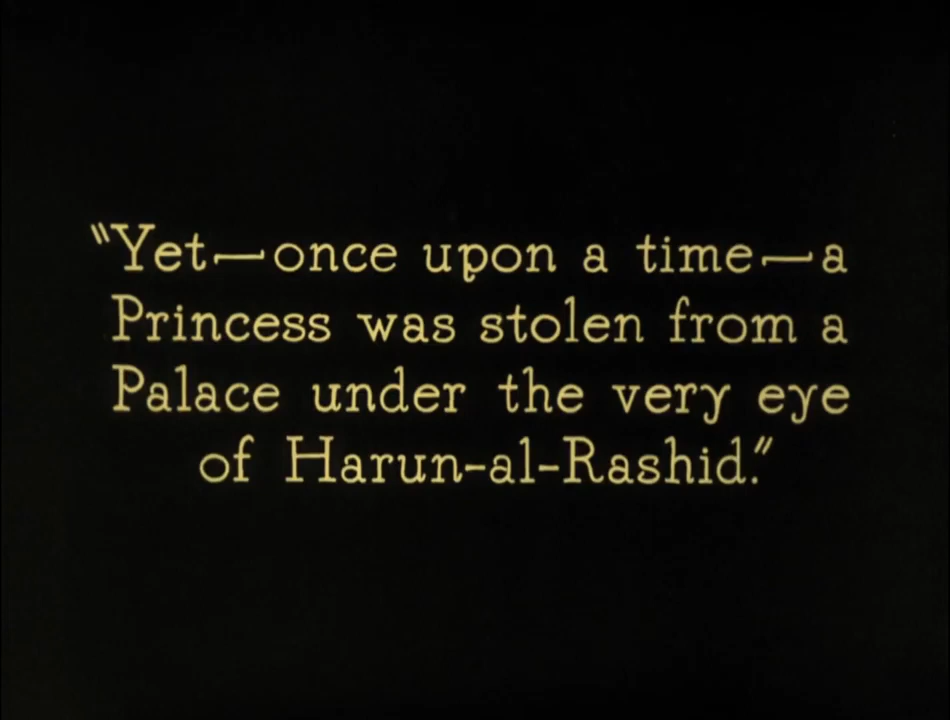 "Yet—once upon a time—a
Princess was stolen from a
Palace under the very eye
of Harun-al-Rashid."